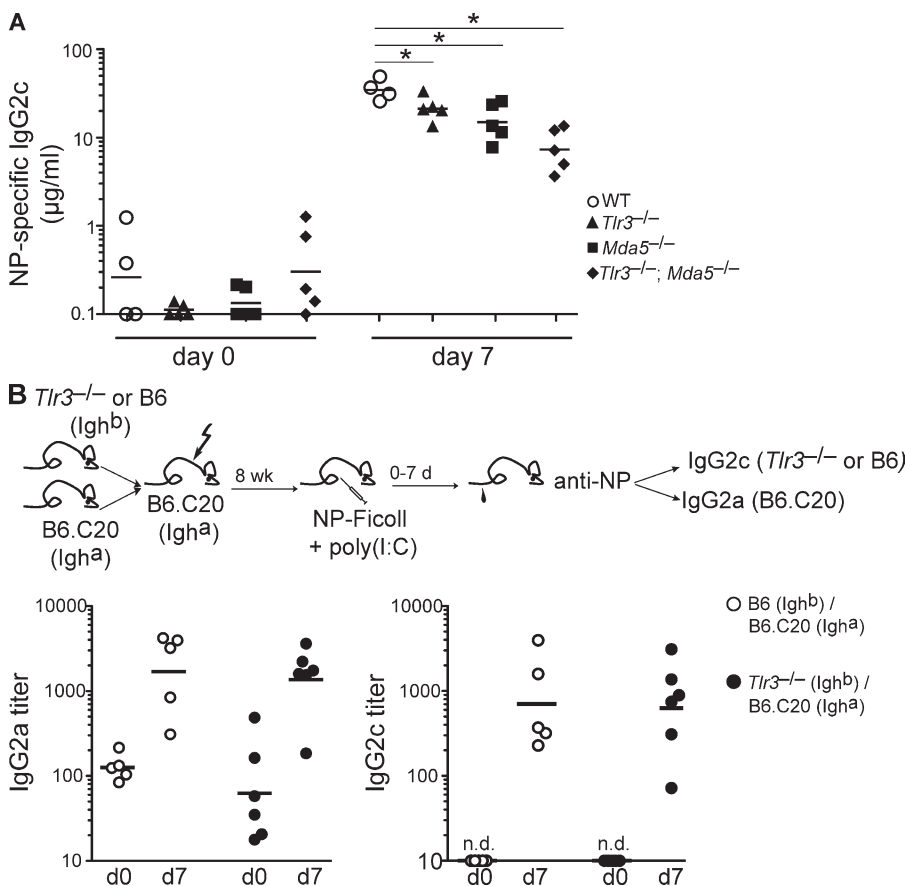 A
*
*
*
NP-specific IgG2c
(µg/ml)
100
10
1
0.1
day 0
day 7
WT
Tlr3–/–
Mda5–/–
Tlr3–/–; Mda5–/–
B
Tlr3–/– or B6
(Ighb)
B6.C20
(Igha)
B6.C20
(Igha)
8 wk
NP-Ficoll
+ poly(I:C)
0-7 d
anti-NP
IgG2c (Tlr3–/– or B6)
IgG2a (B6.C20)
IgG2a titer
10000
1000
100
10
d0
d7
d0
d7
IgG2c titer
10000
1000
100
10
n.d.
n.d.
d0
d7
d0
d7
B6 (Ighb) /
B6.C20 (Igha)
Tlr3–/– (Ighb) /
B6.C20 (Igha)